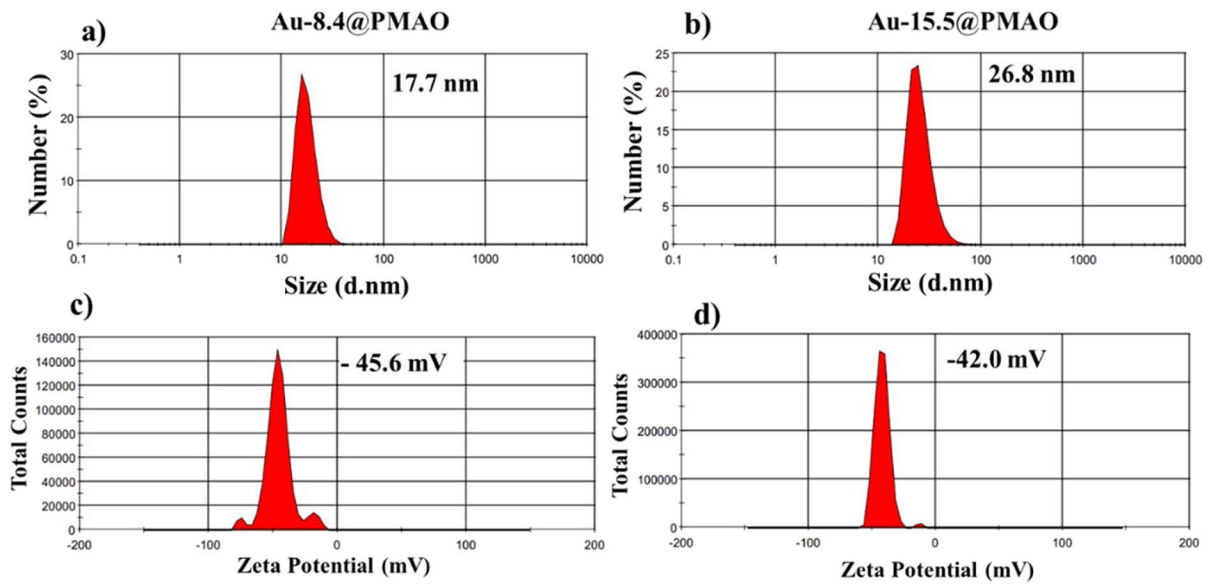 a)
Au-8.4@PMAO
17.7 nm
Number (%)
30
20
10
0
0.1 1 10 100 1000 10000
Size (d.nm)
b)
Au-15.5@PMAO
26.8 nm
Number (%)
25
20
15
10
5
0
0.1 1 10 100 1000 10000
Size (d.nm)
c)
- 45.6 mV
Total Counts
160000
140000
120000
100000
80000
60000
40000
20000
0
-200 -100 0 100 200
Zeta Potential (mV)
d)
-42.0 mV
Total Counts
400000
300000
200000
100000
0
-200 -100 0 100 200
Zeta Potential (mV)